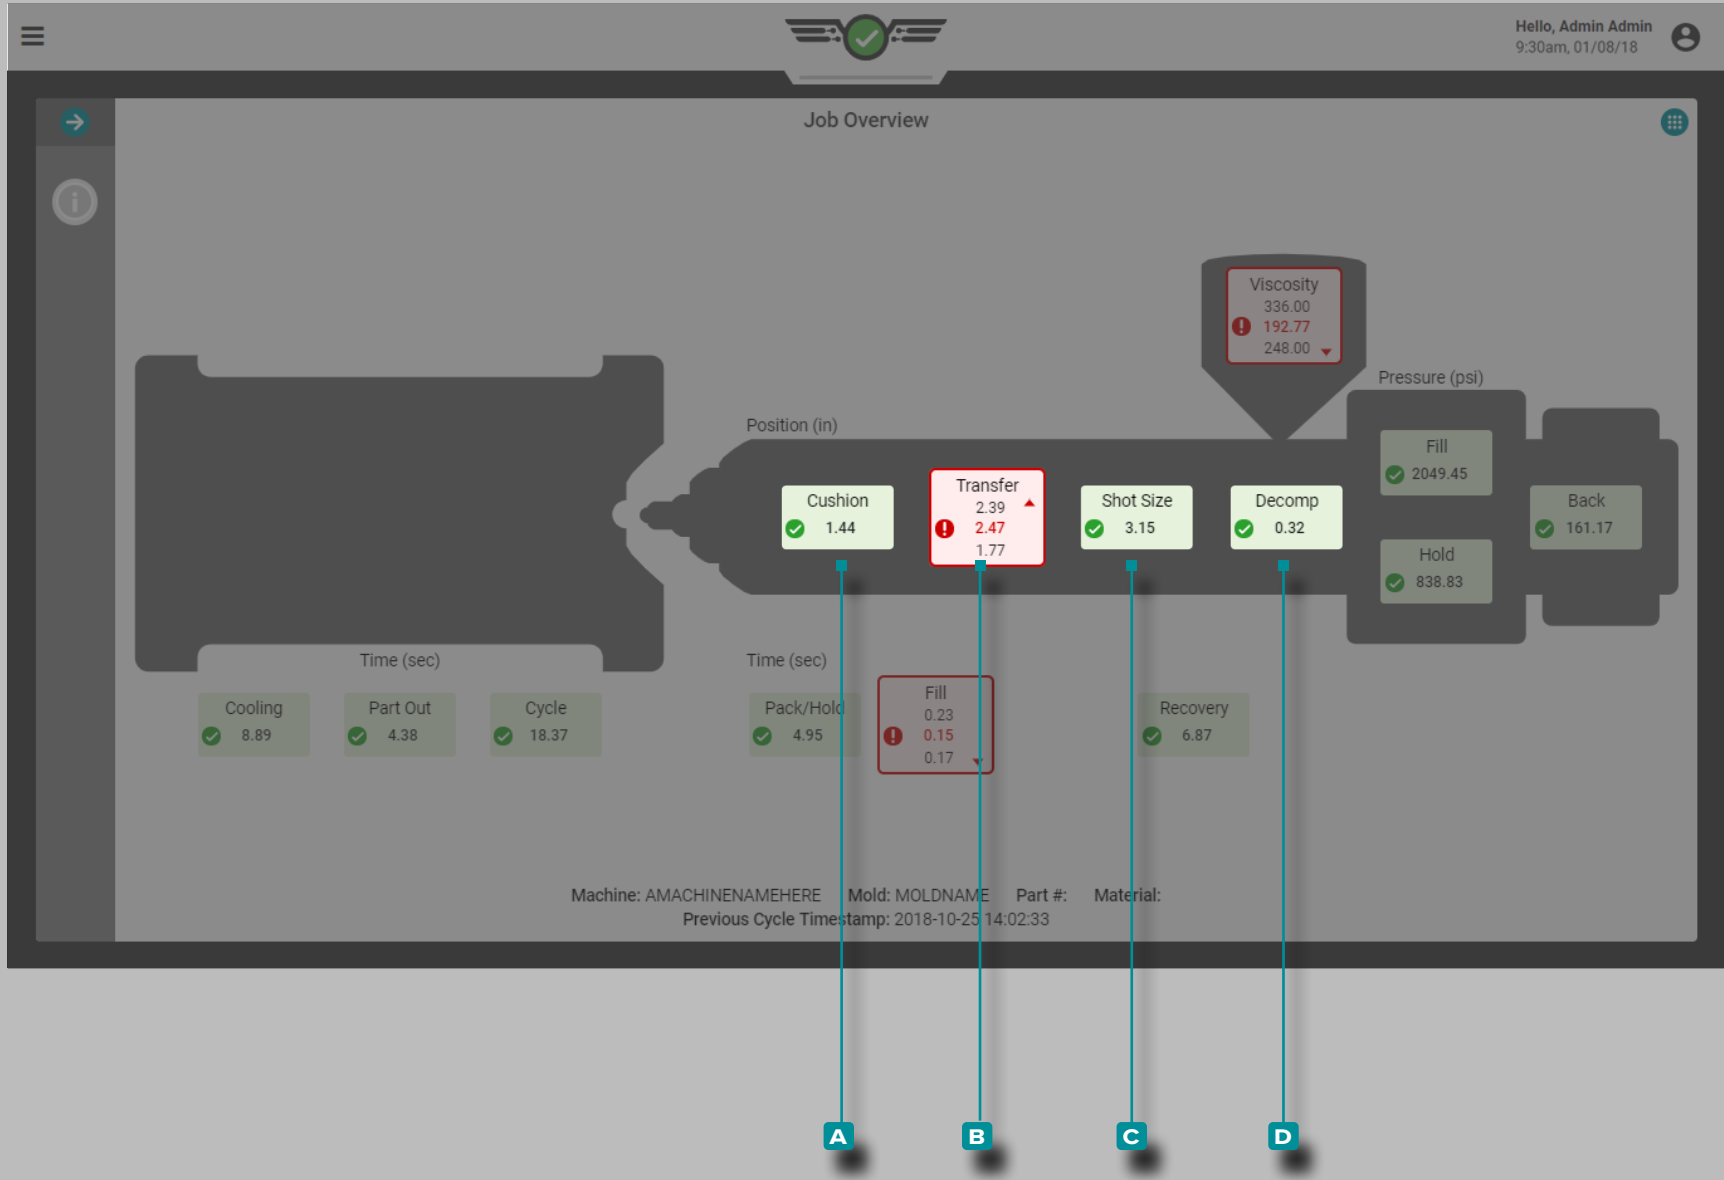 Hello, Admin Admin
9:30am, 01/08/18
Job Overview
Viscosity
336.00
192.77
248.00
Pressure (psi)
Position (in)
Fill
2049.45
Cushion
1.44
Transfer
2.39
2.47
1.77
Shot Size
3.15
Decomp
0.32
Back
161.17
Hold
838.83
Time (sec)
Cooling
8.89
Part Out
4.38
Cycle
18.37
Time (sec)
Pack/Hold
4.95
Fill
0.23
0.15
0.17
Recovery
6.87
Machine: AMACHINENAMEHERE Mold: MOLDNAME Part #: Material:
Previous Cycle Timestamp: 2018-10-25 14:02:33
A B C D